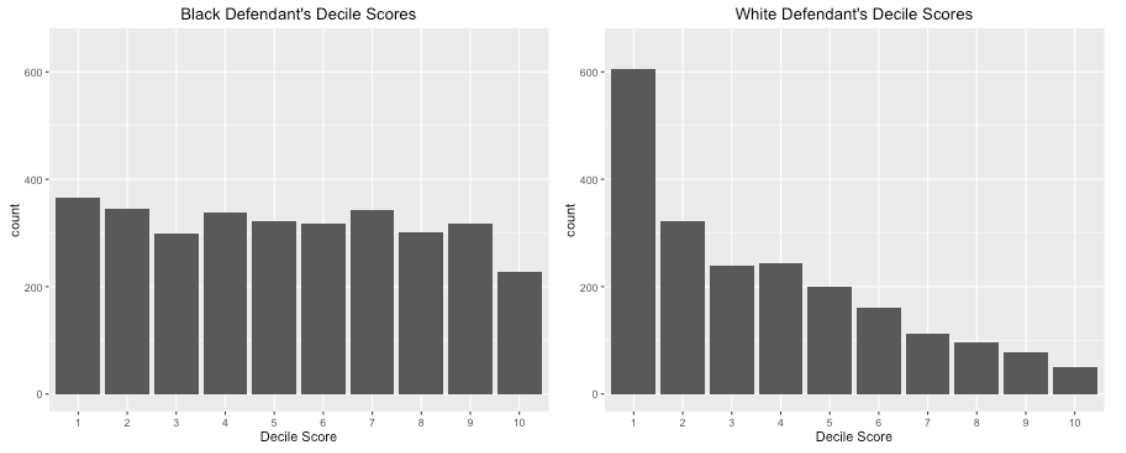 Black Defendant's Decile Scores
600
400
200
0
count
1 2 3 4 5 6 7 8 9 10
Decile Score
White Defendant's Decile Scores
600
400
200
0
count
1 2 3 4 5 6 7 8 9 10
Decile Score